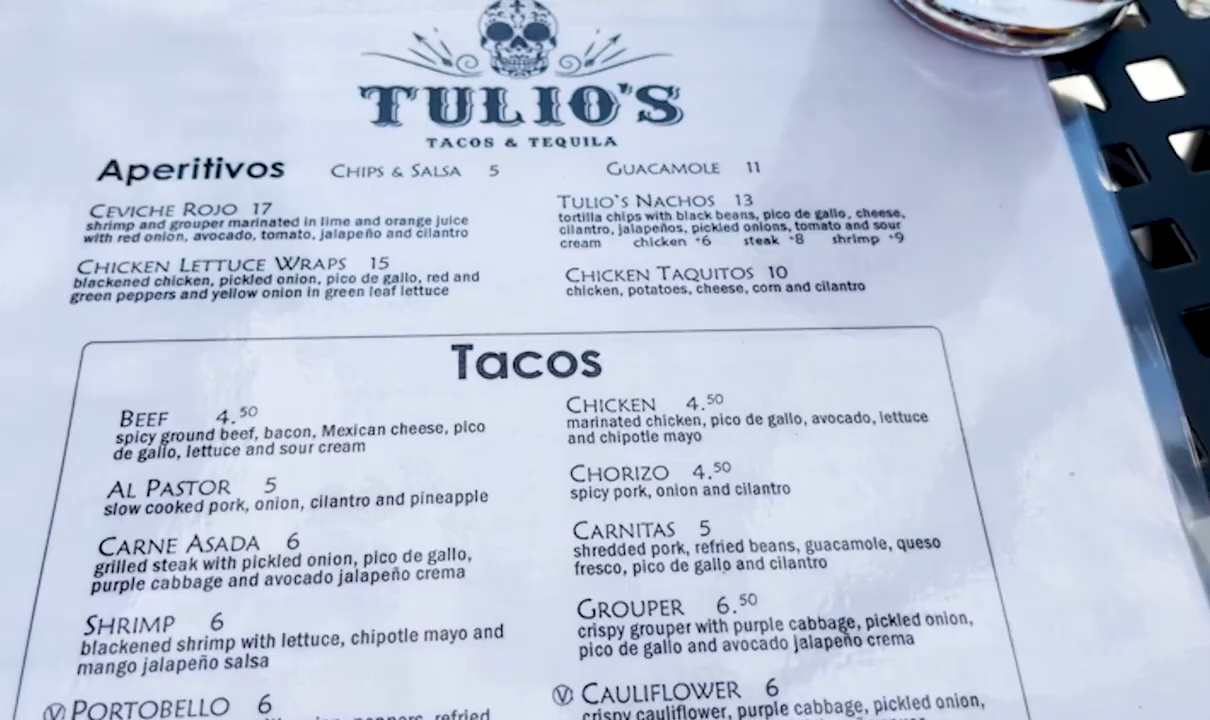 TULIO'S
TACOS & TEQUILA
Aperitivos
CHIPS & SALSA 5
GUACAMOLE 11
CEVICHE ROJO 17
shrimp and grouper marinated in lime and orange juice
with red onion, avocado, tomato, jalapeño and cilantro
CHICKEN LETTUCE WRAPS 15
blackened chicken, pickled onion, pico de gallo, red and
green peppers and yellow onion in green leaf lettuce
TULIO'S NACHOS 13
tortilla chips with black beans, pico de gallo, cheese,
cilantro, jalapeños, pickled onions, tomato and sour
cream chicken +6 steak +8 shrimp +9
CHICKEN TAQUITOS 10
chicken, potatoes, cheese, corn and cilantro
Tacos
BEEF 4.50
spicy ground beef, bacon, Mexican cheese, pico
de gallo, lettuce and sour cream
AL PASTOR 5
slow cooked pork, onion, cilantro and pineapple
CARNE ASADA 6
grilled steak with pickled onion, pico de gallo,
purple cabbage and avocado jalapeño crema
SHRIMP 6
blackened shrimp with lettuce, chipotle mayo and
mango jalapeño salsa
Ⓥ PORTOBELLO 6
refried
CHICKEN 4.50
marinated chicken, pico de gallo, avocado, lettuce
and chipotle mayo
CHORIZO 4.50
spicy pork, onion and cilantro
CARNITAS 5
shredded pork, refried beans, guacamole, queso
fresco, pico de gallo and cilantro
GROUPER 6.50
crispy grouper with purple cabbage, pickled onion,
pico de gallo and avocado jalapeño crema
Ⓥ CAULIFLOWER 6
crispy cauliflower, purple cabbage, pickled onion,